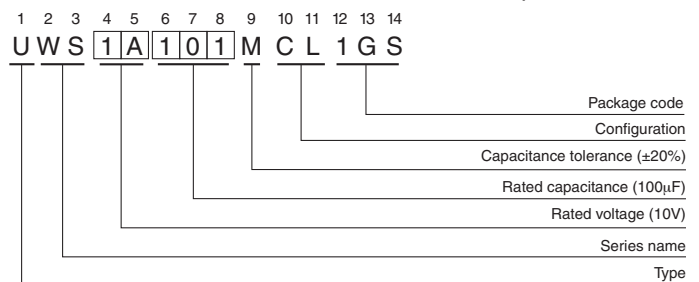 1 2 3 4 5 6 7 8 9 10 11 12 13 14
U W S 1 A 1 0 1 M C L 1 G S
Package code
Configuration
Capacitance tolerance (±20%)
Rated capacitance (100µF)
Rated voltage (10V)
Series name
Type